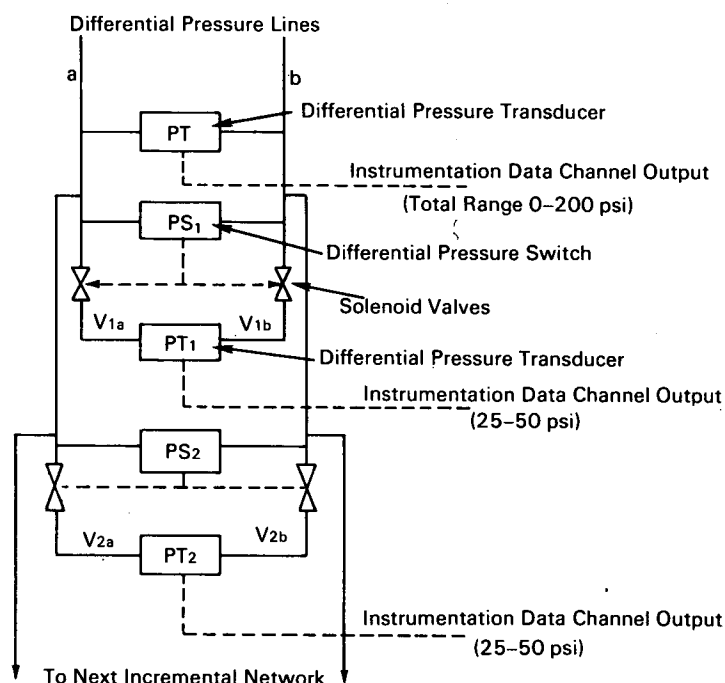 Differential Pressure Lines
a
b
PT
Differential Pressure Transducer
Instrumentation Data Channel Output
(Total Range 0–200 psi)
PS1
Differential Pressure Switch
Solenoid Valves
V1a
V1b
PT1
Differential Pressure Transducer
Instrumentation Data Channel Output
(25–50 psi)
PS2
V2a
V2b
PT2
Instrumentation Data Channel Output
(25–50 psi)
To Next Incremental Network